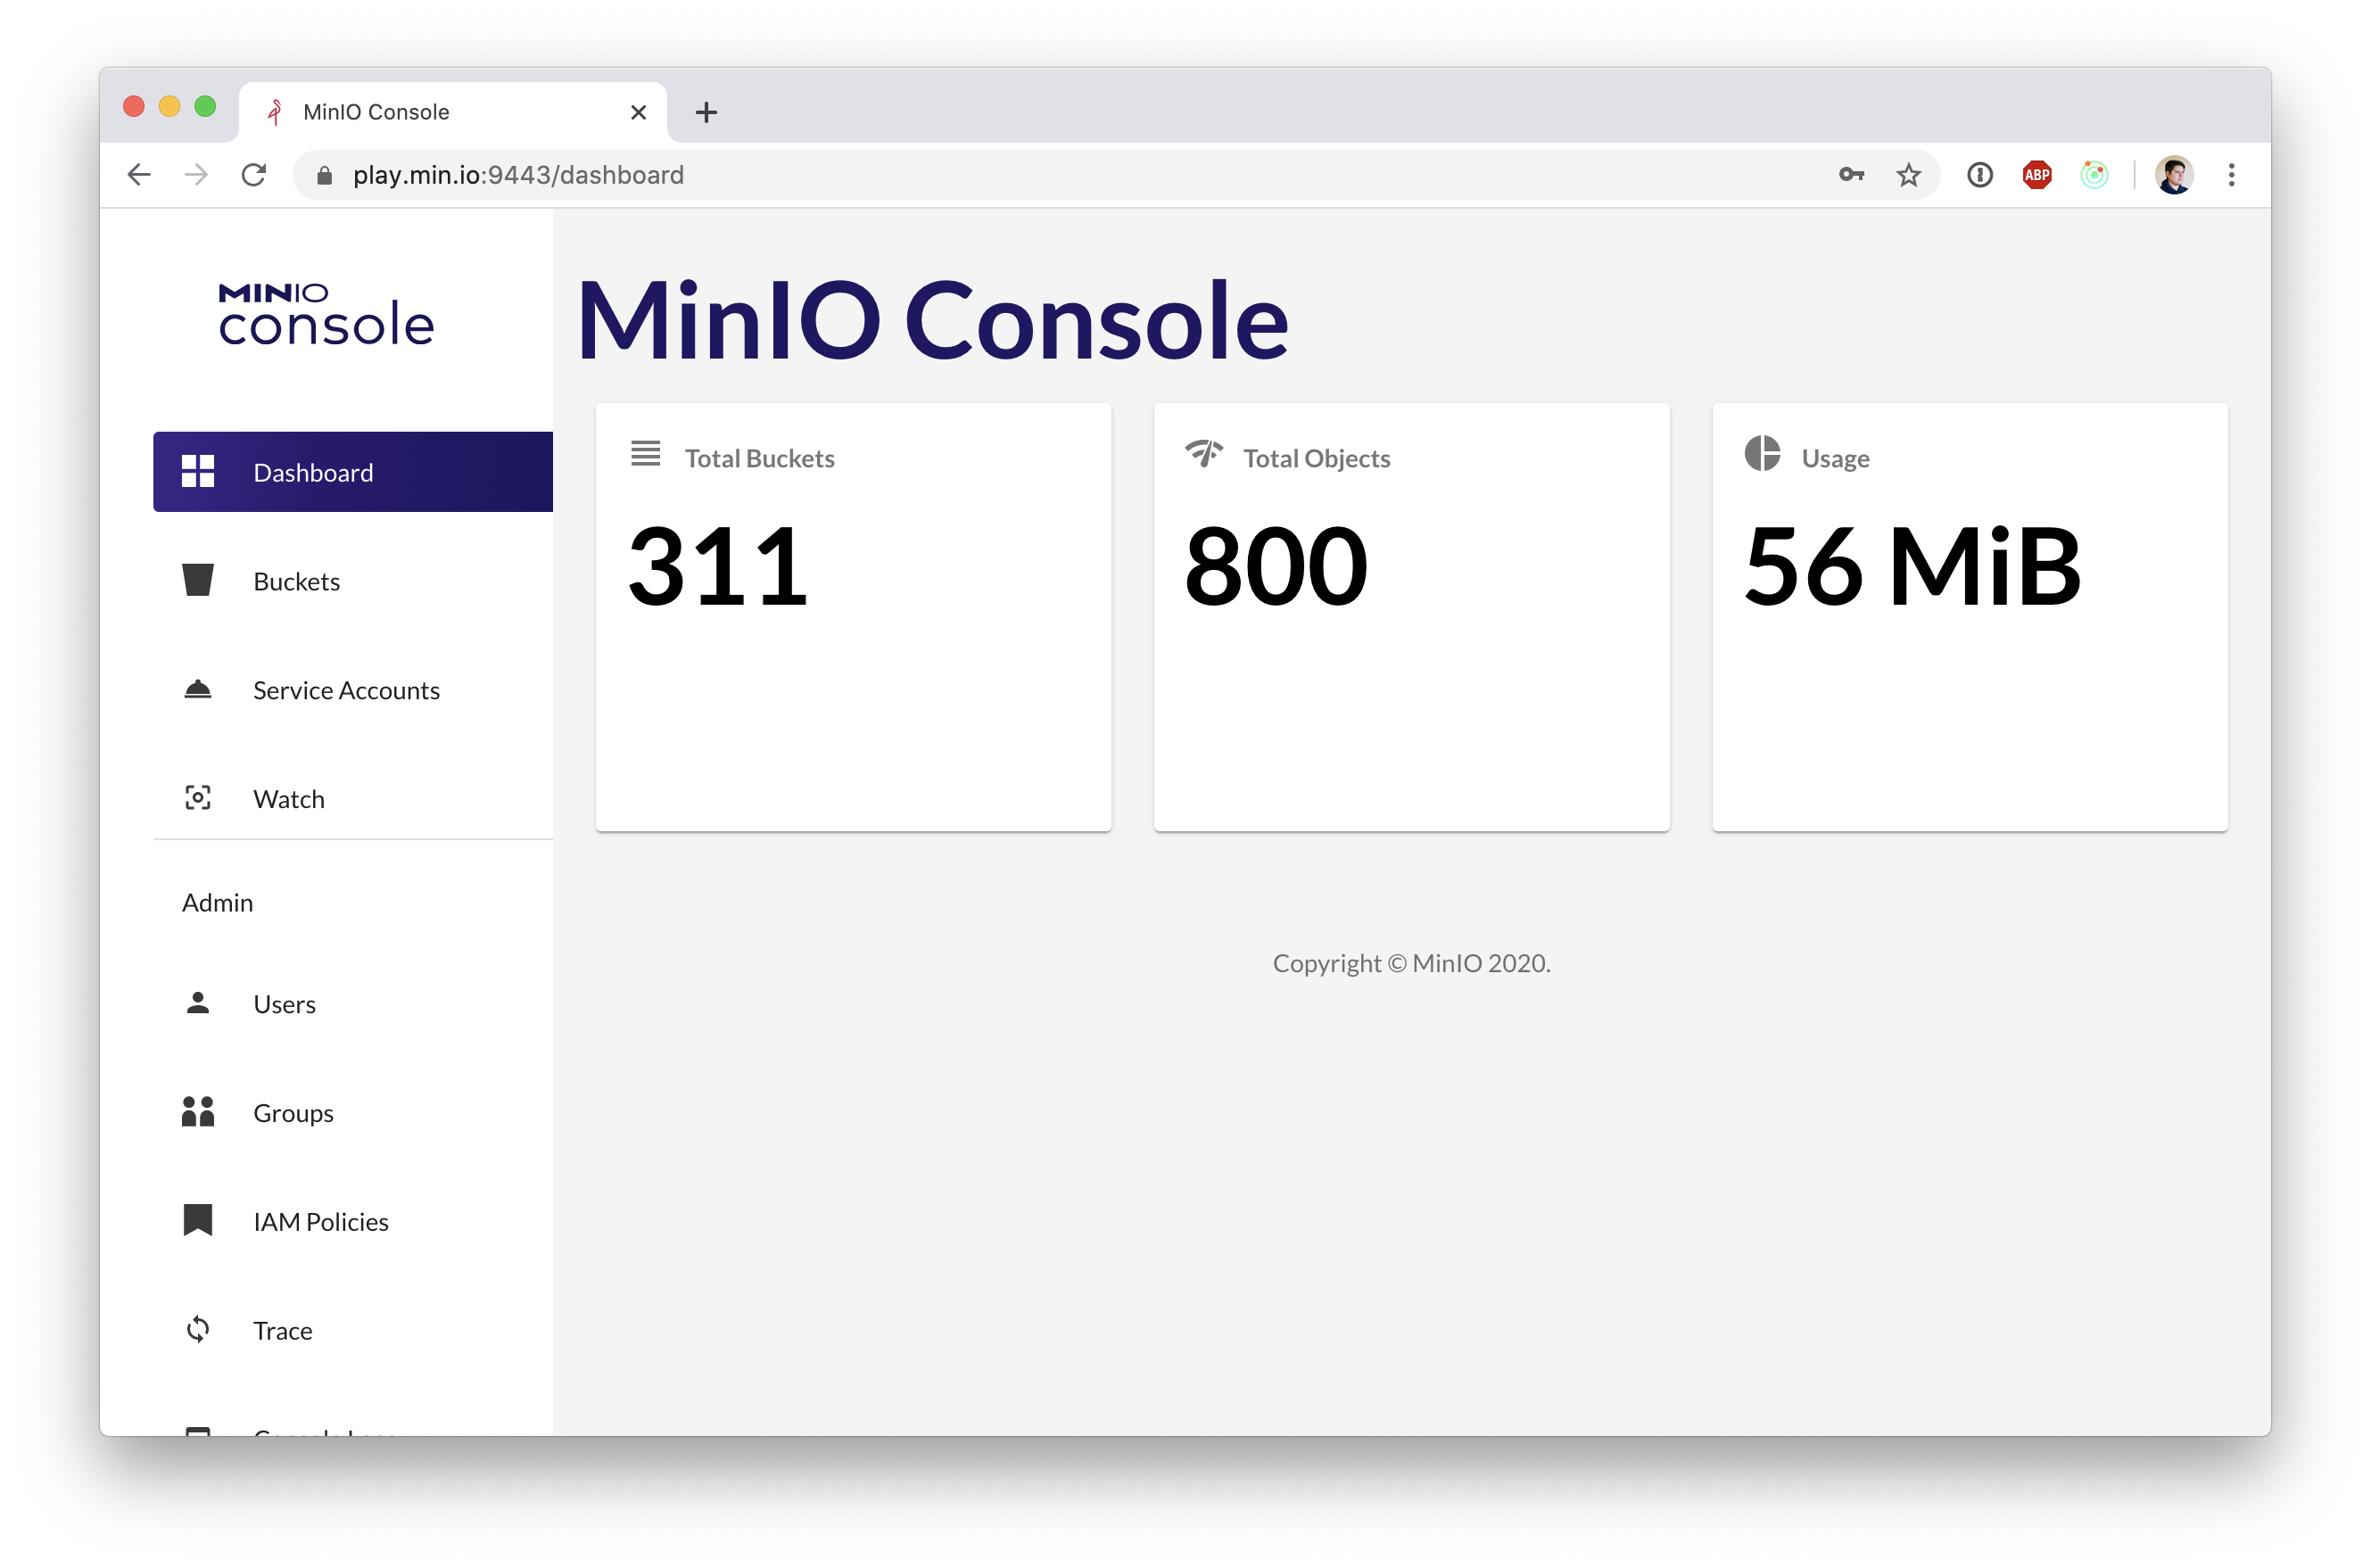 MinIO Console
play.min.io:9443/dashboard
ABP
MINIO
console
Dashboard
Buckets
Service Accounts
Watch
Admin
Users
Groups
IAM Policies
Trace
MinIO Console
Total Buckets
311
Total Objects
800
Usage
56 MiB
Copyright © MinIO 2020.